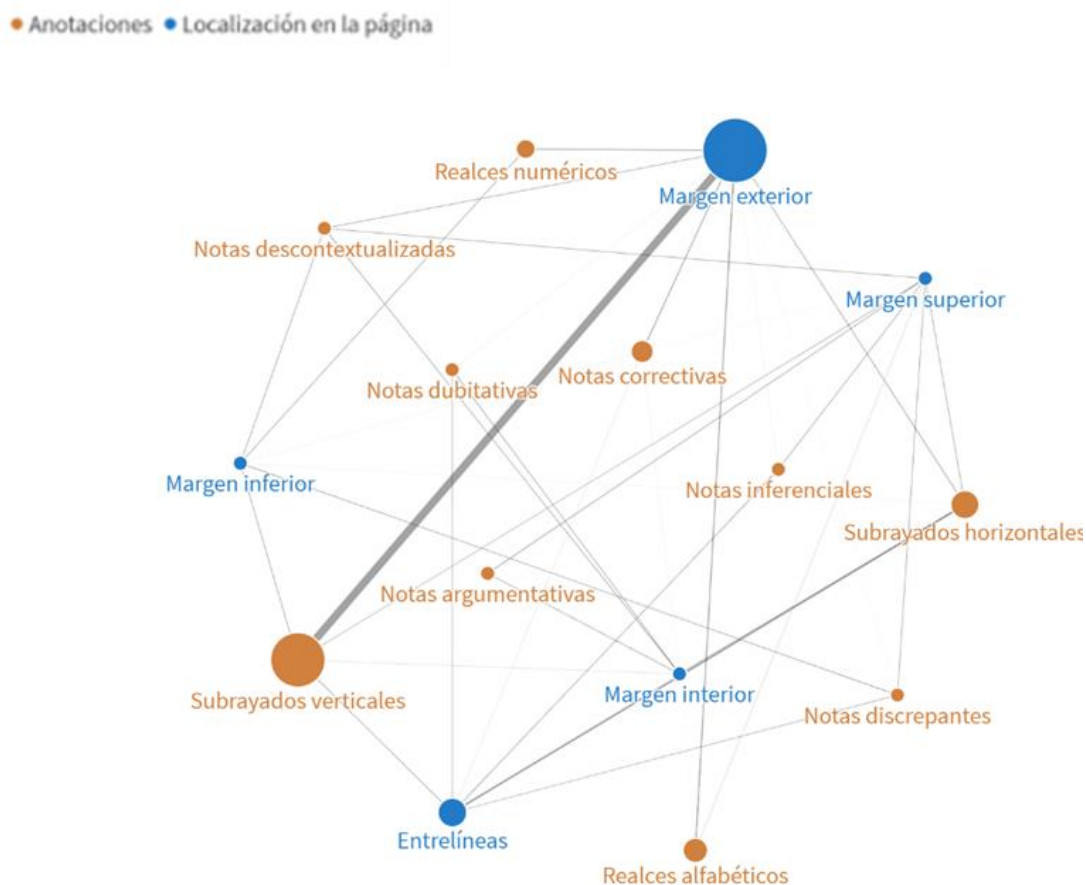 Anotaciones Localización en la página
Realces numéricos
Margen exterior
Notas descontextualizadas
Margen superior
Notas correctivas
Notas dubitativas
Margen inferior
Notas inferenciales
Subrayados horizontales
Notas argumentativas
Subrayados verticales
Margen interior
Notas discrepantes
Entrelíneas
Realces alfabéticos